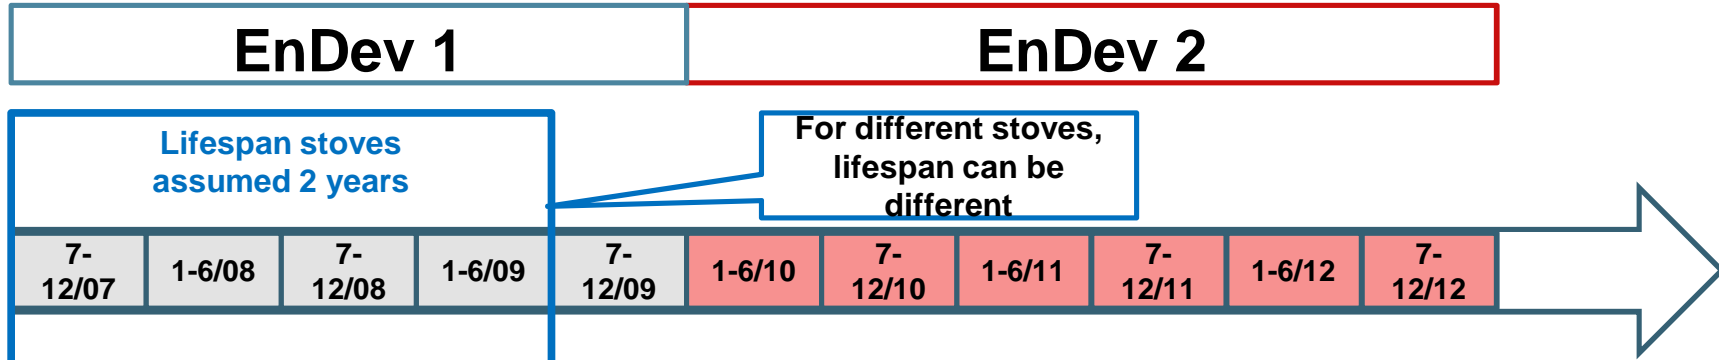 EnDev 1
EnDev 2
Lifespan stoves
assumed 2 years
For different stoves,
lifespan can be
different
7-
12/07
1-6/08
7-
12/08
1-6/09
7-
12/09
1-6/10
7-
12/10
1-6/11
7-
12/11
1-6/12
7-
12/12